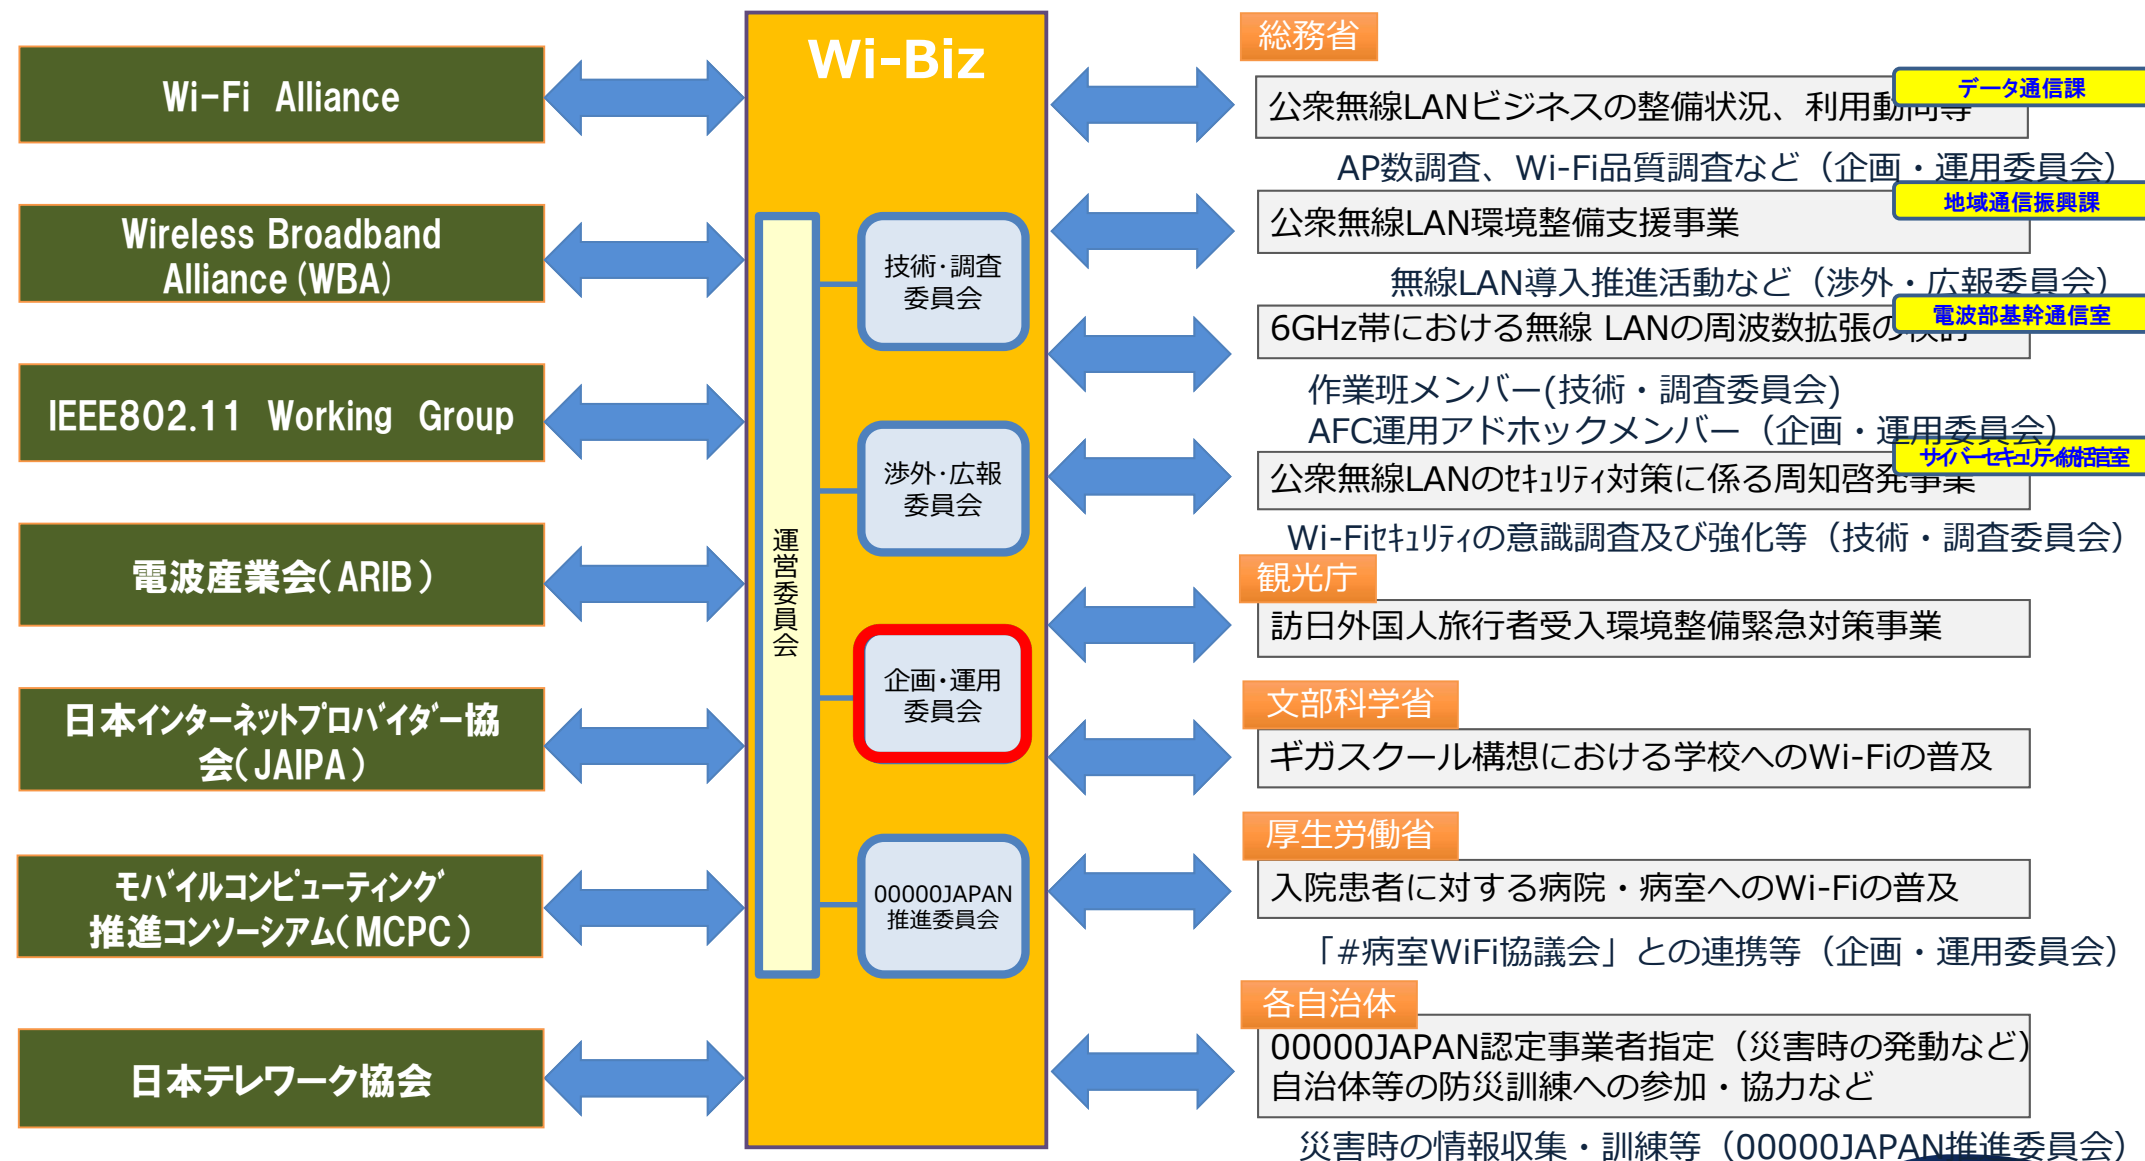 Wi-Fi Alliance
Wireless Broadband
Alliance(WBA)
IEEE802.11 Working Group
電波産業会(ARIB)
日本インターネットプロバイダー協
会(JAIPA)
モバイルコンピューティング
推進コンソーシアム(MCPC)
日本テレワーク協会
Wi-Biz
運営委員会
技術・調査
委員会
渉外・広報
委員会
企画・運用
委員会
00000JAPAN
推進委員会
総務省
データ通信課
公衆無線LANビジネスの整備状況、利用動向等
AP数調査、Wi-Fi品質調査など（企画・運用委員会）
地域通信振興課
公衆無線LAN環境整備支援事業
無線LAN導入推進活動など（渉外・広報委員会）
電波部基幹通信室
6GHz帯における無線 LANの周波数拡張の検討
作業班メンバー(技術・調査委員会)
AFC運用アドホックメンバー（企画・運用委員会）
サイバーセキュリティ統括官室
公衆無線LANのｾｷｭﾘﾃｨ対策に係る周知啓発事業
Wi-Fiｾｷｭﾘﾃｨの意識調査及び強化等（技術・調査委員会）
観光庁
訪日外国人旅行者受入環境整備緊急対策事業
文部科学省
ギガスクール構想における学校へのWi-Fiの普及
厚生労働省
入院患者に対する病院・病室へのWi-Fiの普及
「#病室WiFi協議会」との連携等（企画・運用委員会）
各自治体
00000JAPAN認定事業者指定（災害時の発動など）
自治体等の防災訓練への参加・協力など
災害時の情報収集・訓練等（00000JAPAN推進委員会）